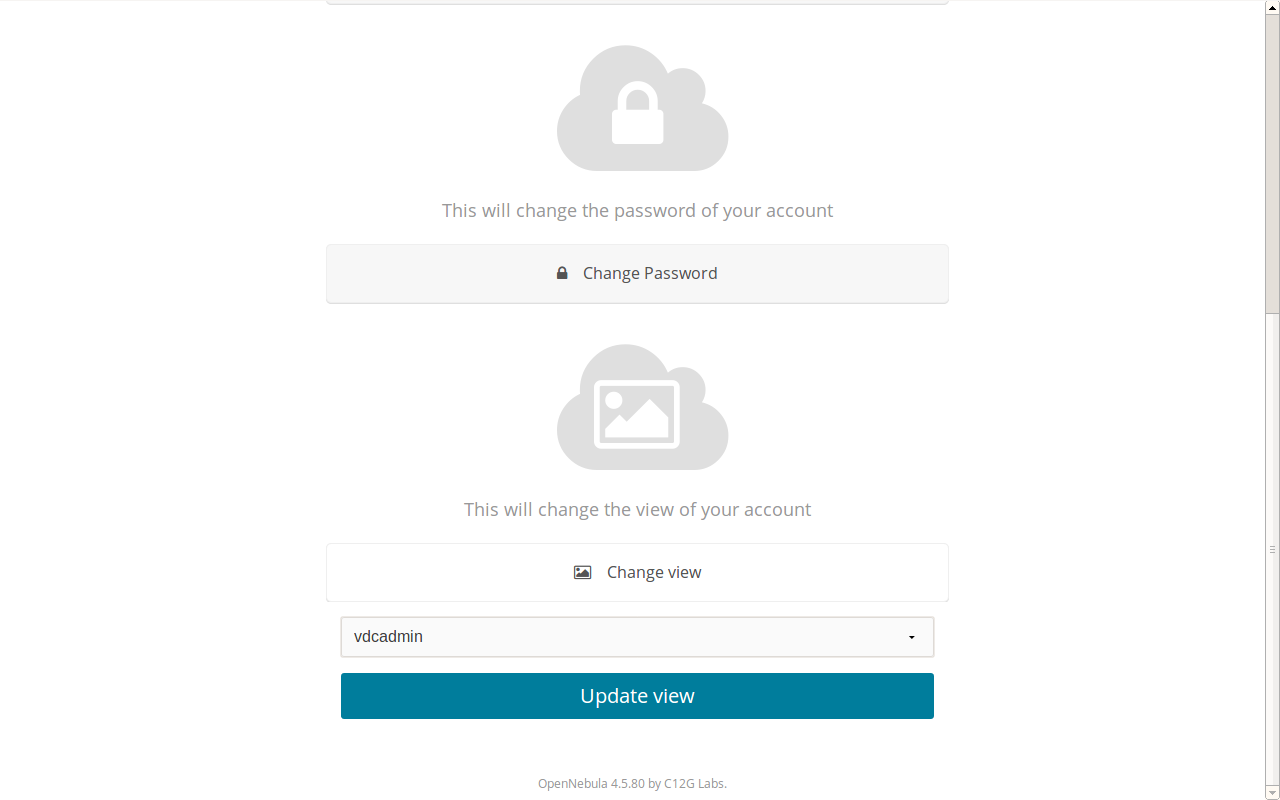 This will change the password of your account
Change Password
This will change the view of your account
Change view
vdcadmin
Update view
OpenNebula 4.5.80 by C12G Labs.